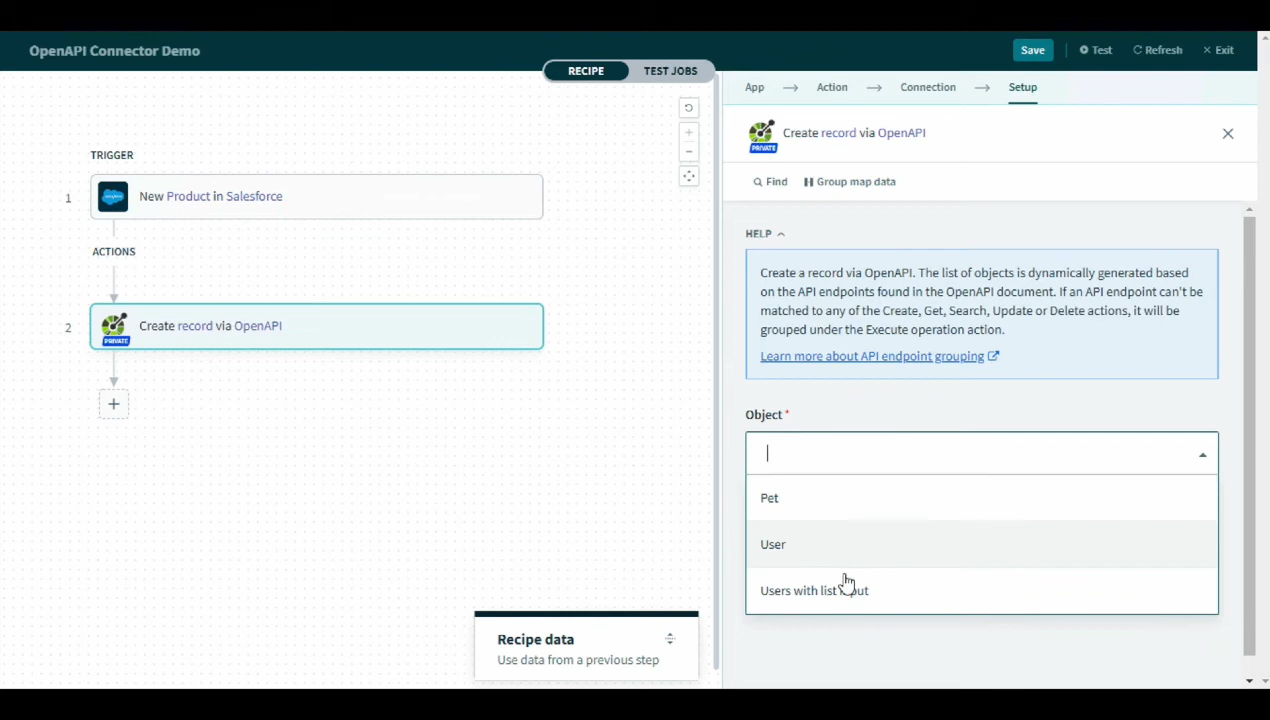 OpenAPI Connector Demo
Save
Test
Refresh
Exit
RECIPE
TEST JOBS
App
Action
Connection
Setup
Create record via OpenAPI
PRIVATE
Find
Group map data
TRIGGER
1
New Product in Salesforce
ACTIONS
2
Create record via OpenAPI
PRIVATE
HELP
Create a record via OpenAPI. The list of objects is dynamically generated based
on the API endpoints found in the OpenAPI document. If an API endpoint can't be
matched to any of the Create, Get, Search, Update or Delete actions, it will be
grouped under the Execute operation action.
Learn more about API endpoint grouping
Object *
Pet
User
Users with list input
Recipe data
Use data from a previous step